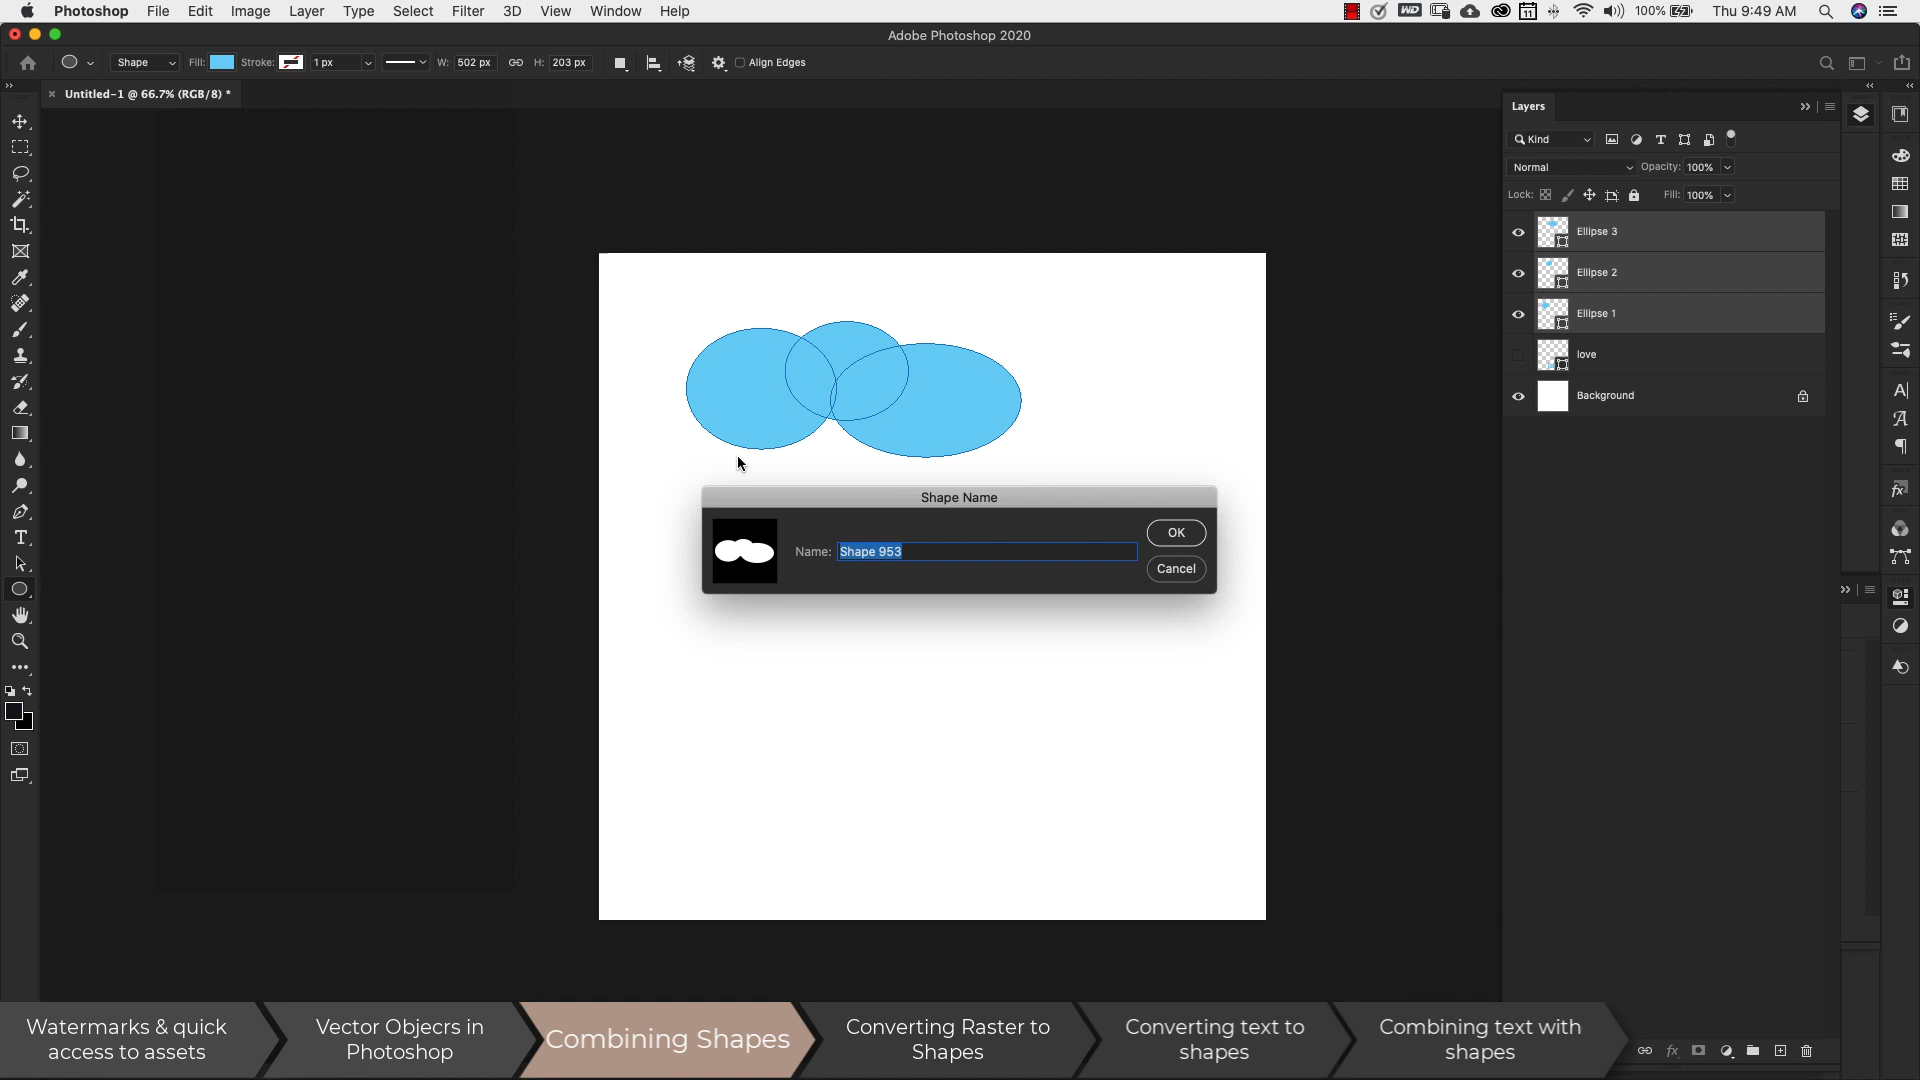 Photoshop File Edit Image Layer Type Select Filter 3D View Window Help
WD
11
100%
Thu 9:49 AM
Adobe Photoshop 2020
Shape
Fill:
Stroke:
1 px
W: 502 px
H: 203 px
Align Edges
Untitled-1 @ 66.7% (RGB/8) *
Layers
Kind
Normal
Opacity: 100%
Lock:
Fill: 100%
Ellipse 3
Ellipse 2
Ellipse 1
love
Background
Shape Name
Name: Shape 953
OK
Cancel
Watermarks & quick
access to assets
Vector Objecrs in
Photoshop
Combining Shapes
Converting Raster to
Shapes
Converting text to
shapes
Combining text with
shapes
fx